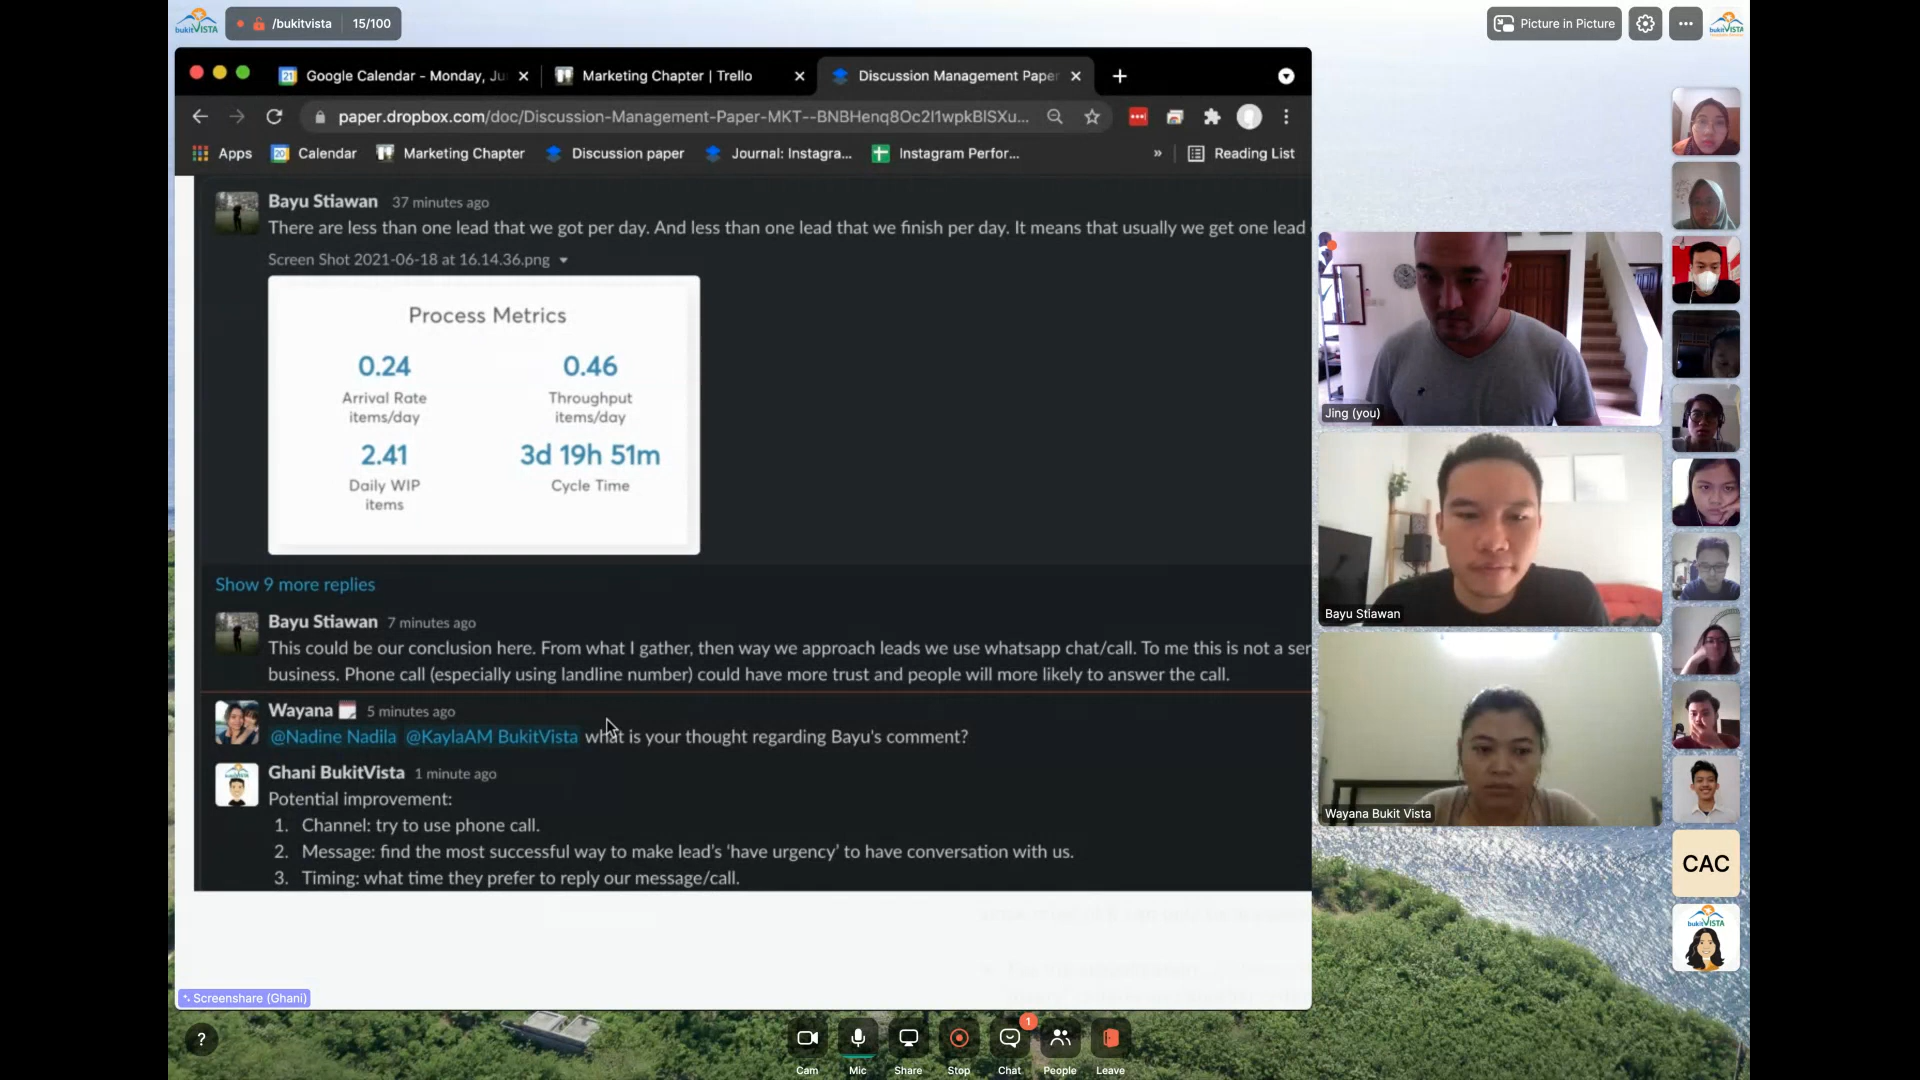 bukitVISTA
/bukitvista 15/100
Picture in Picture
bukitVISTA
Google Calendar - Monday, Ju
Marketing Chapter | Trello
Discussion Management Paper
paper.dropbox.com/doc/Discussion-Management-Paper-MKT--BNBHenq8Oc2I1wpkBlSXu...
Apps
Calendar
Marketing Chapter
Discussion paper
Journal: Instagra...
Instagram Perfor...
»
Reading List
Bayu Stiawan 37 minutes ago
There are less than one lead that we got per day. And less than one lead that we finish per day. It means that usually we get one lead
Screen Shot 2021-06-18 at 16.14.36.png
Process Metrics
0.24 0.46
Arrival Rate Throughput
items/day items/day
2.41 3d 19h 51m
Daily WIP Cycle Time
items
Show 9 more replies
Bayu Stiawan 7 minutes ago
This could be our conclusion here. From what I gather, then way we approach leads we use whatsapp chat/call. To me this is not a ser
business. Phone call (especially using landline number) could have more trust and people will more likely to answer the call.
Wayana 5 minutes ago
@Nadine Nadila @KaylaAM BukitVista what is your thought regarding Bayu's comment?
Ghani BukitVista 1 minute ago
Potential improvement:
1. Channel: try to use phone call.
2. Message: find the most successful way to make lead's 'have urgency' to have conversation with us.
3. Timing: what time they prefer to reply our message/call.
Screenshare (Ghani)
Jing (you)
Bayu Stiawan
Wayana Bukit Vista
CAC
bukitVISTA
?
1
Cam Mic Share Stop Chat People Leave